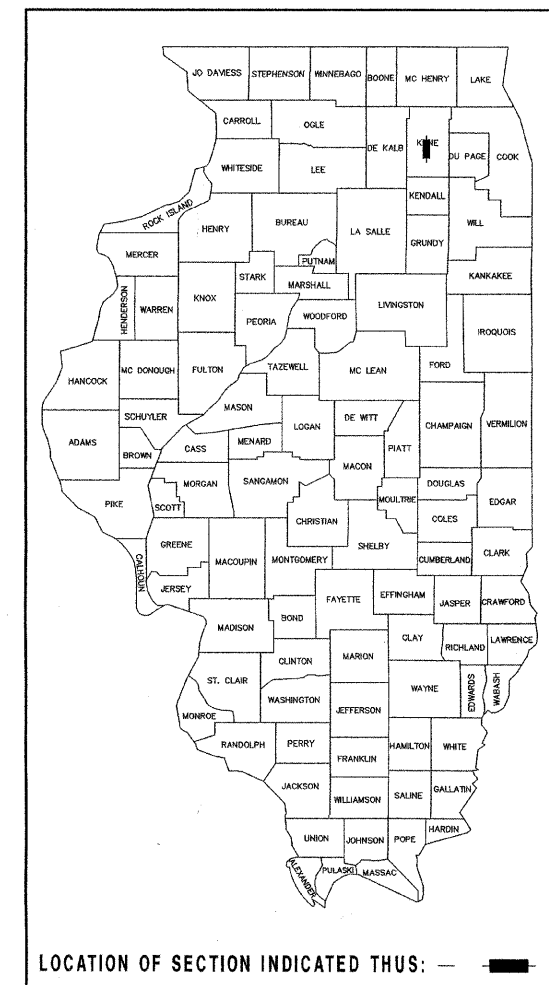 JO DAVIESS STEPHENSON WINNEBAGO BOONE MC HENRY LAKE
CARROLL OGLE DE KALB KANE DU PAGE COOK
WHITESIDE LEE KENDALL
ROCK ISLAND HENRY BUREAU LA SALLE GRUNDY WILL
MERCER PUTNAM KANKAKEE
HENDERSON WARREN KNOX STARK MARSHALL LIVINGSTON
PEORIA WOODFORD IROQUOIS
HANCOCK MC DONOUGH FULTON TAZEWELL MC LEAN FORD
SCHUYLER MASON LOGAN DE WITT CHAMPAIGN VERMILION
ADAMS BROWN CASS MENARD PIATT
MACON
PIKE SCOTT MORGAN SANGAMON MOULTRIE DOUGLAS EDGAR
CHRISTIAN COLES
CALHOUN GREENE MACOUPIN MONTGOMERY SHELBY CUMBERLAND CLARK
JERSEY FAYETTE EFFINGHAM JASPER CRAWFORD
MADISON BOND CLAY RICHLAND LAWRENCE
CLINTON MARION
ST. CLAIR WASHINGTON WAYNE EDWARDS WABASH
MONROE JEFFERSON
RANDOLPH PERRY HAMILTON WHITE
FRANKLIN
JACKSON WILLIAMSON SALINE GALLATIN
UNION JOHNSON POPE HARDIN
ALEXANDER PULASKI MASSAC
LOCATION OF SECTION INDICATED THUS: —